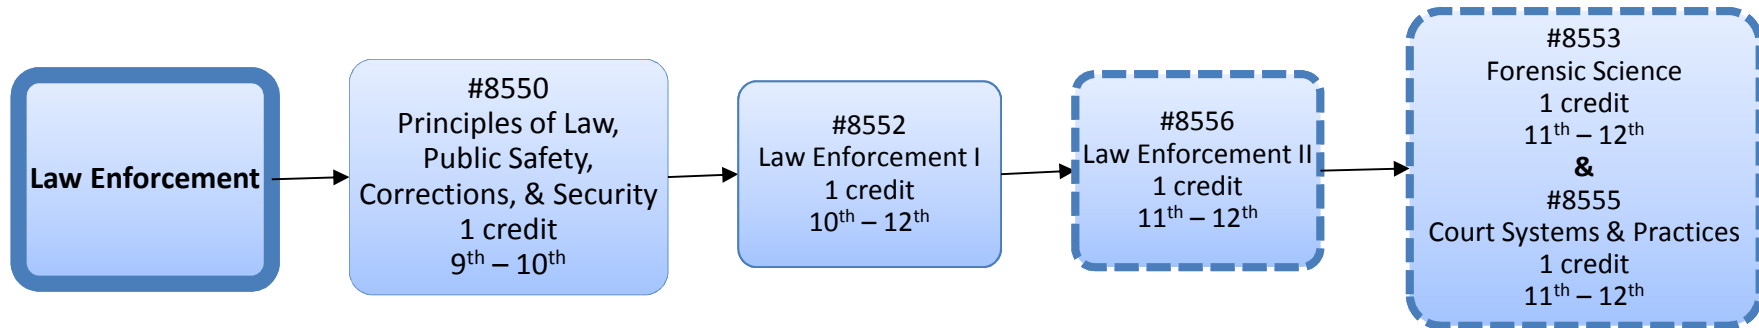 Law Enforcement
#8550
Principles of Law,
Public Safety,
Corrections, & Security
1 credit
9th – 10th
#8552
Law Enforcement I
1 credit
10th – 12th
#8556
Law Enforcement II
1 credit
11th – 12th
#8553
Forensic Science
1 credit
11th – 12th
&
#8555
Court Systems & Practices
1 credit
11th – 12th